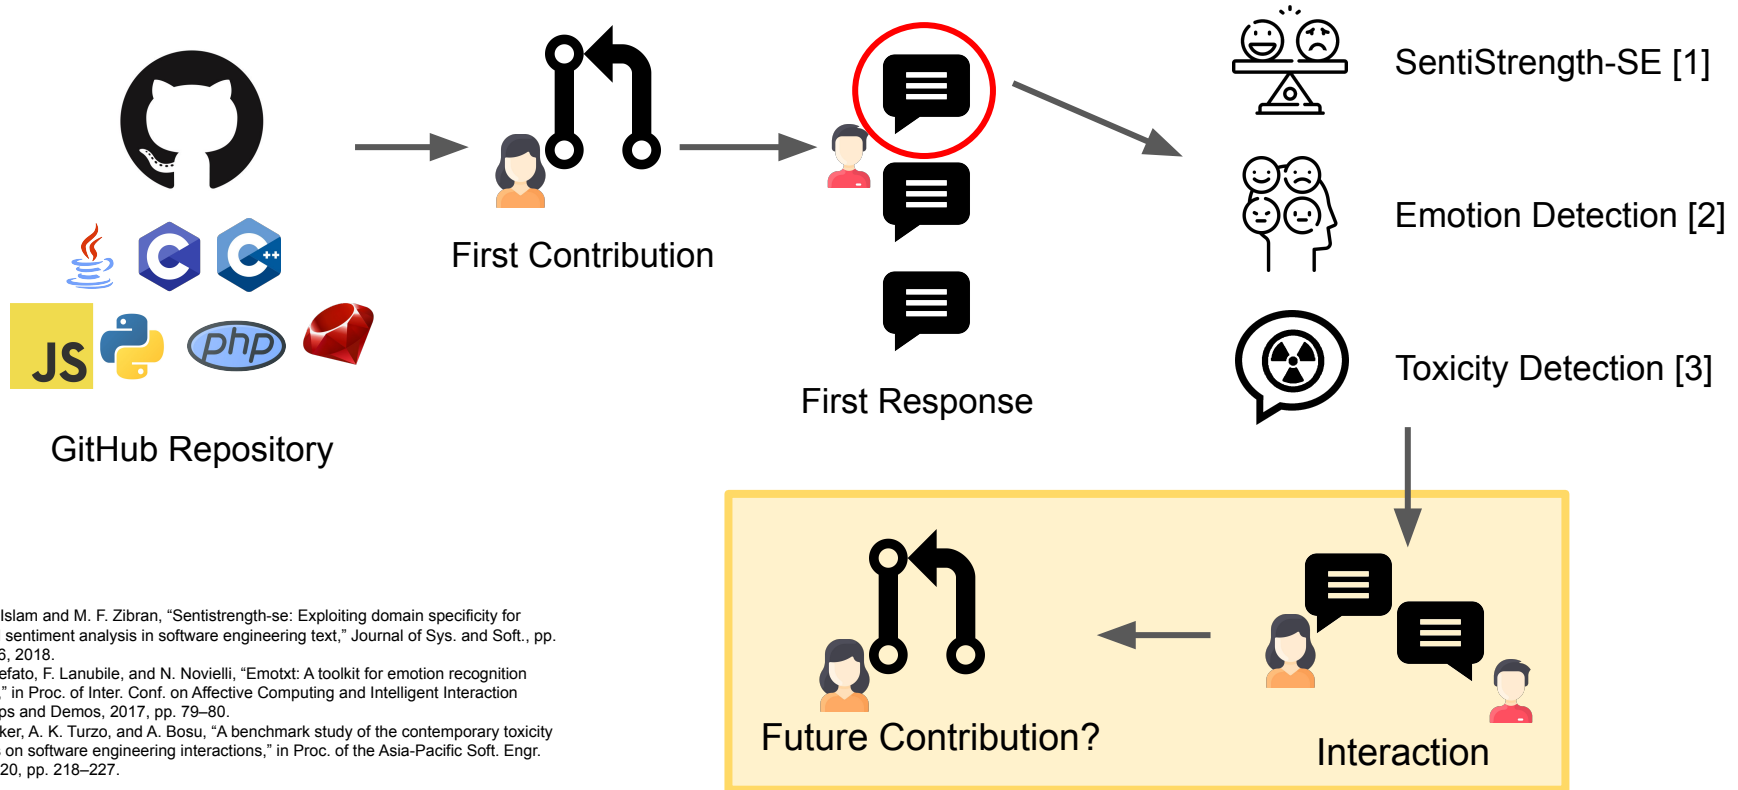 SentiStrength-SE [1]
Emotion Detection [2]
Toxicity Detection [3]
First Contribution
JS
php
C
C++
First Response
GitHub Repository
Future Contribution?
Interaction
Islam and M. F. Zibran, “Sentistrength-se: Exploiting domain specificity for
sentiment analysis in software engineering text,” Journal of Sys. and Soft., pp.
6, 2018.
efato, F. Lanubile, and N. Novielli, “Emotxt: A toolkit for emotion recognition
,” in Proc. of Inter. Conf. on Affective Computing and Intelligent Interaction
ps and Demos, 2017, pp. 79–80.
ker, A. K. Turzo, and A. Bosu, “A benchmark study of the contemporary toxicity
s on software engineering interactions,” in Proc. of the Asia-Pacific Soft. Engr.
20, pp. 218–227.